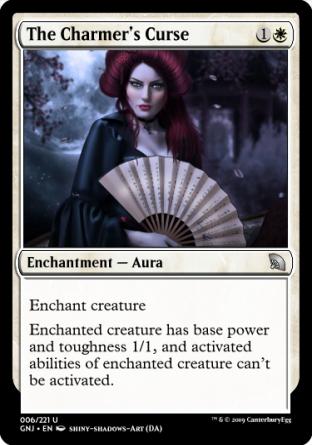 The Charmer's Curse 1
Enchantment — Aura
Enchant creature
Enchanted creature has base power
and toughness 1/1, and activated
abilities of enchanted creature can't
be activated.
006/221 U
GNJ • EN SHINY-SHADOWS-ART (DA)
™ & © 2019 CanterburyEgg